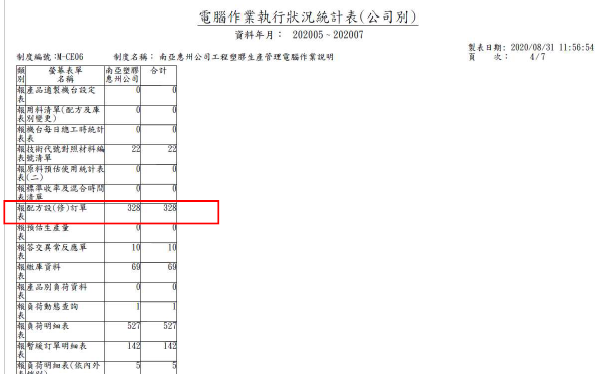 電腦作業執行狀況統計表(公司別)
資料年月： 202005~202007
製表日期: 2020/08/31 11:56:54
制度編號:M-CE06 制度名稱： 南亞惠州公司工程塑膠生產管理電腦作業說明
頁 次： 4/7
類別 螢幕表單名稱 南亞塑膠惠州公司 合計
報表 產品適製機台設定表 0 0
報表 用料清單(配方及庫別變更) 0 0
報表 機台每日總工時統計表 0 0
報表 技術代號對照材料編號清單 22 22
報表 原料預估使用統計表(二) 0 0
報表 標準收率及混合時間清單 0 0
報表 配方設(修)訂單 328 328
報表 預估生產量 0 0
報表 答交異常反應單 10 10
報表 繳庫資料 69 69
報表 產品別負荷資料 0 0
報表 負荷動態查詢 1 1
報表 負荷明細表 527 527
報表 暫緩訂單明細表 142 142
報 負荷明細表(依內外 5 5